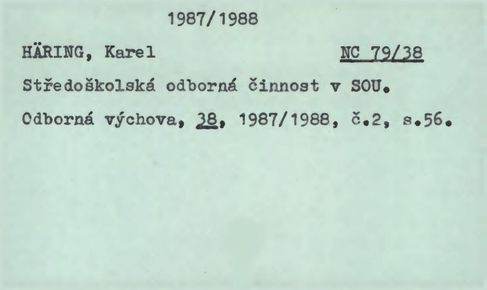 1987/1988
HÄRING, Karel NC 79/38
Středoškolská odborná činnost v SOU.
Odborná výchova, 38, 1987/1988, č.2, s.56.